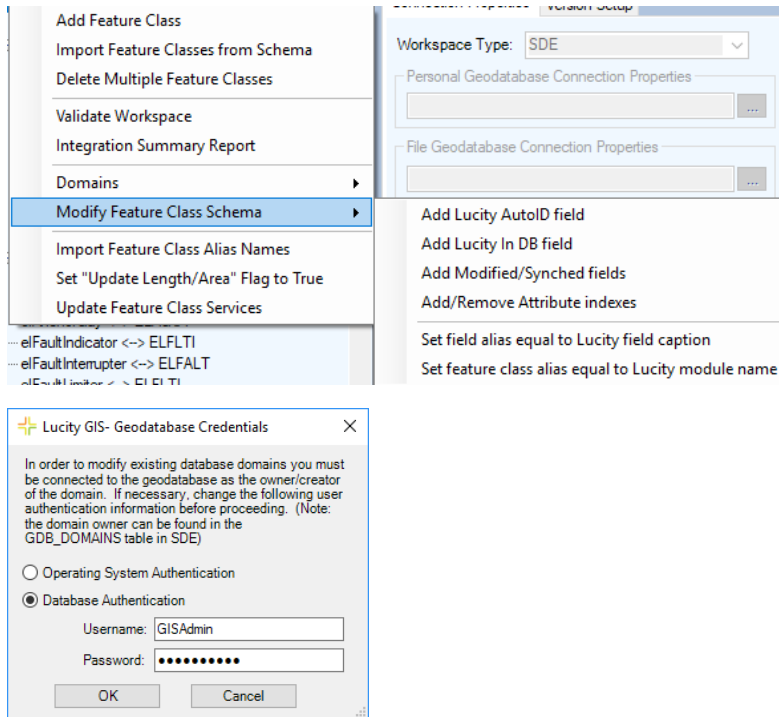 Add Feature Class
Import Feature Classes from Schema
Delete Multiple Feature Classes
Validate Workspace
Integration Summary Report
Domains
Modify Feature Class Schema
Import Feature Class Alias Names
Set "Update Length/Area" Flag to True
Update Feature Class Services
elFaultIndicator <--> ELFLTI
elFaultInterrupter <--> ELFALT
elFaultLimiter <--> ELFLTI
Connection Properties Version Setup
Workspace Type: SDE
Personal Geodatabase Connection Properties
...
File Geodatabase Connection Properties
...
Add Lucity AutoID field
Add Lucity In DB field
Add Modified/Synched fields
Add/Remove Attribute indexes
Set field alias equal to Lucity field caption
Set feature class alias equal to Lucity module name
Lucity GIS- Geodatabase Credentials
In order to modify existing database domains you must
be connected to the geodatabase as the owner/creator
of the domain. If necessary, change the following user
authentication information before proceeding. (Note:
the domain owner can be found in the
GDB_DOMAINS table in SDE)
Operating System Authentication
Database Authentication
Username: GISAdmin
Password: ●●●●●●●●●●
OK Cancel